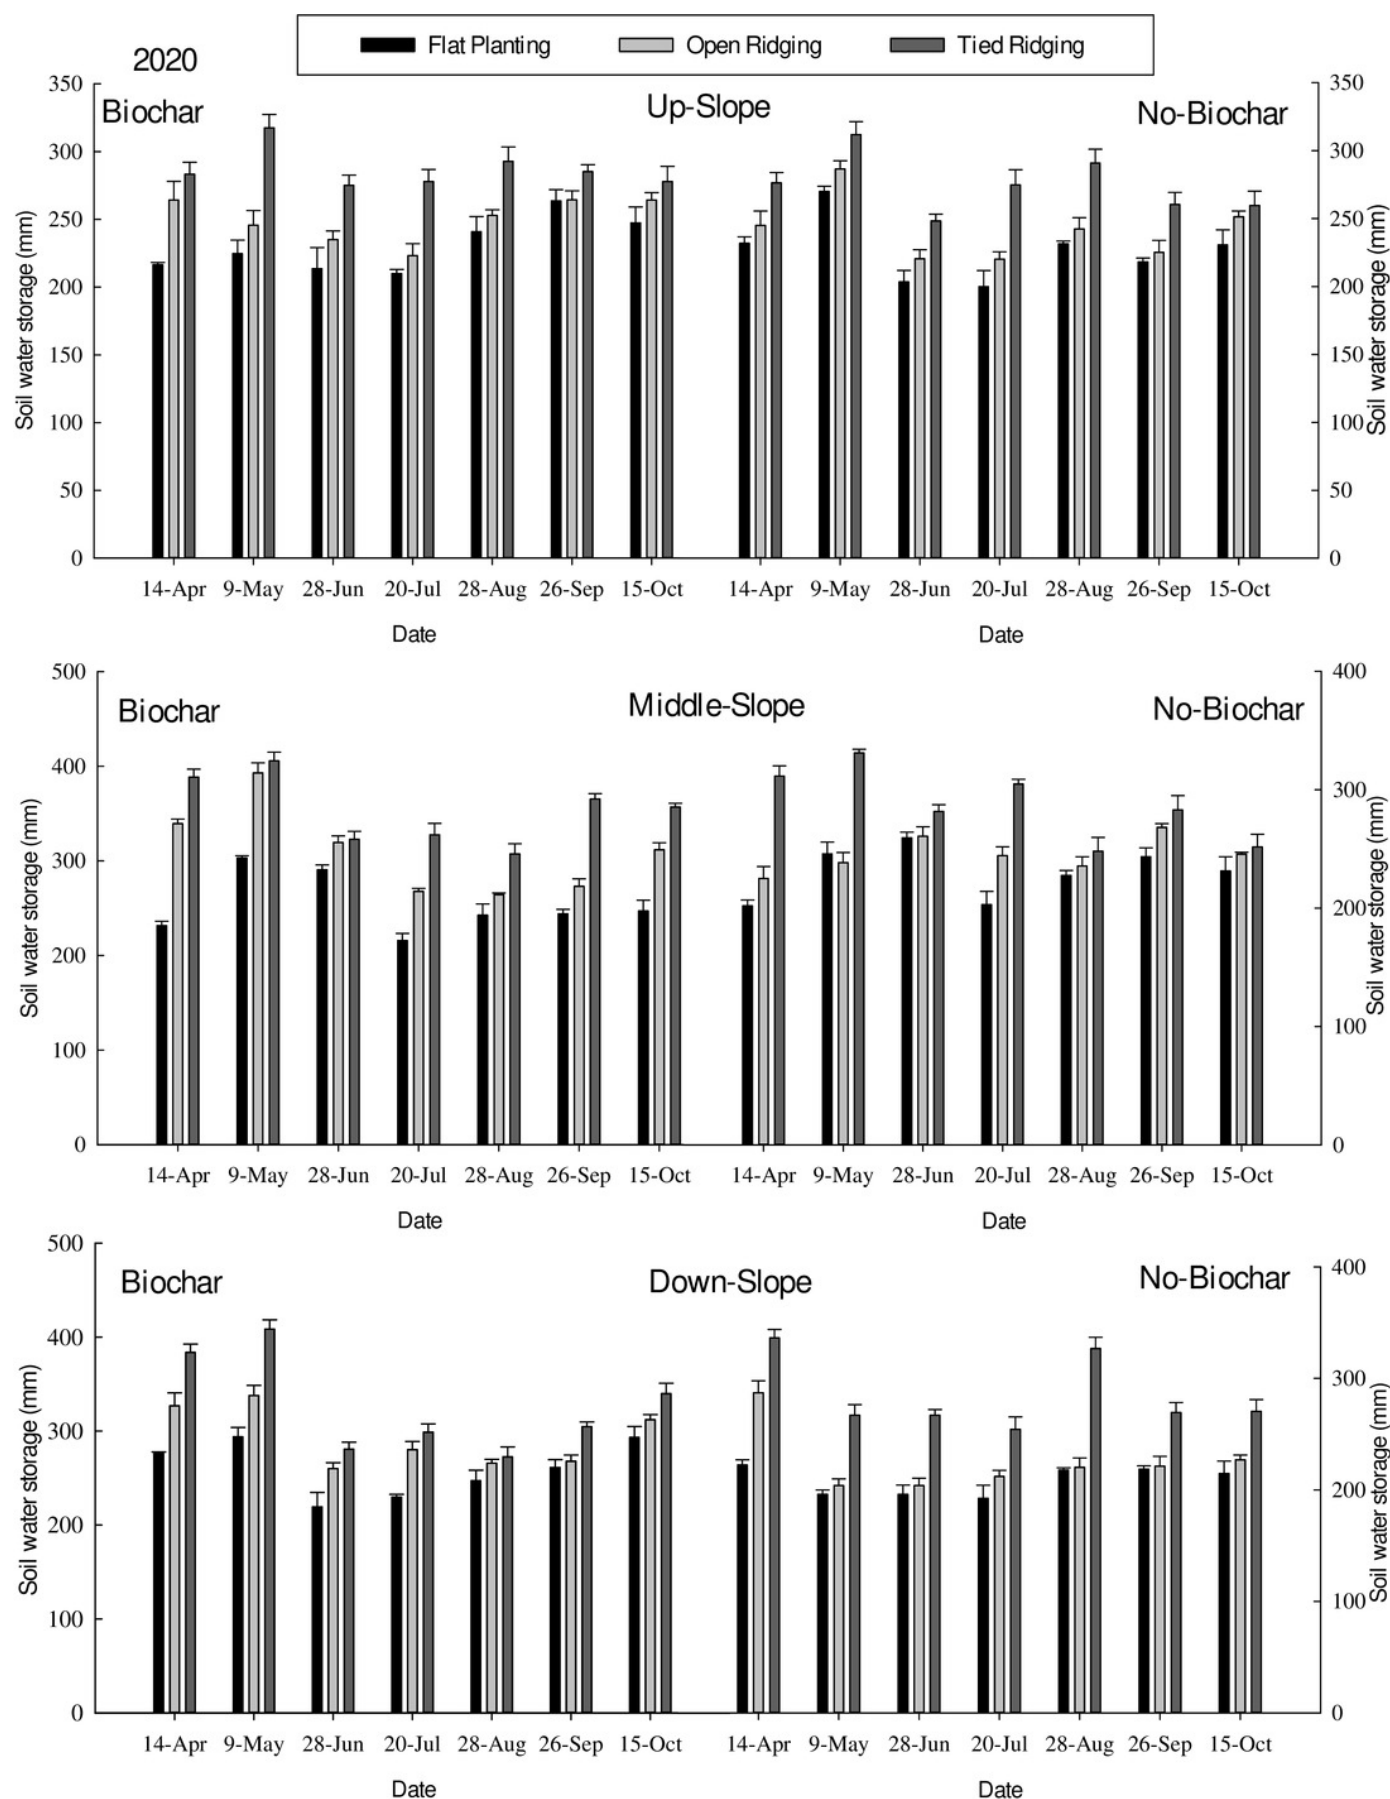 Flat Planting Open Ridging Tied Ridging
2020
Biochar Up-Slope No-Biochar
350 350
300 300
250 250
200 200
150 150
100 100
50 50
0 0
Soil water storage (mm)
Soil water storage (mm)
14-Apr 9-May 28-Jun 20-Jul 28-Aug 26-Sep 15-Oct 14-Apr 9-May 28-Jun 20-Jul 28-Aug 26-Sep 15-Oct
Date Date
Biochar Middle-Slope No-Biochar
500 400
400 300
300 200
200 100
100 0
0
Soil water storage (mm)
Soil water storage (mm)
14-Apr 9-May 28-Jun 20-Jul 28-Aug 26-Sep 15-Oct 14-Apr 9-May 28-Jun 20-Jul 28-Aug 26-Sep 15-Oct
Date Date
Biochar Down-Slope No-Biochar
500 400
400 300
300 200
200 100
100 0
0
Soil water storage (mm)
Soil water storage (mm)
14-Apr 9-May 28-Jun 20-Jul 28-Aug 26-Sep 15-Oct 14-Apr 9-May 28-Jun 20-Jul 28-Aug 26-Sep 15-Oct
Date Date